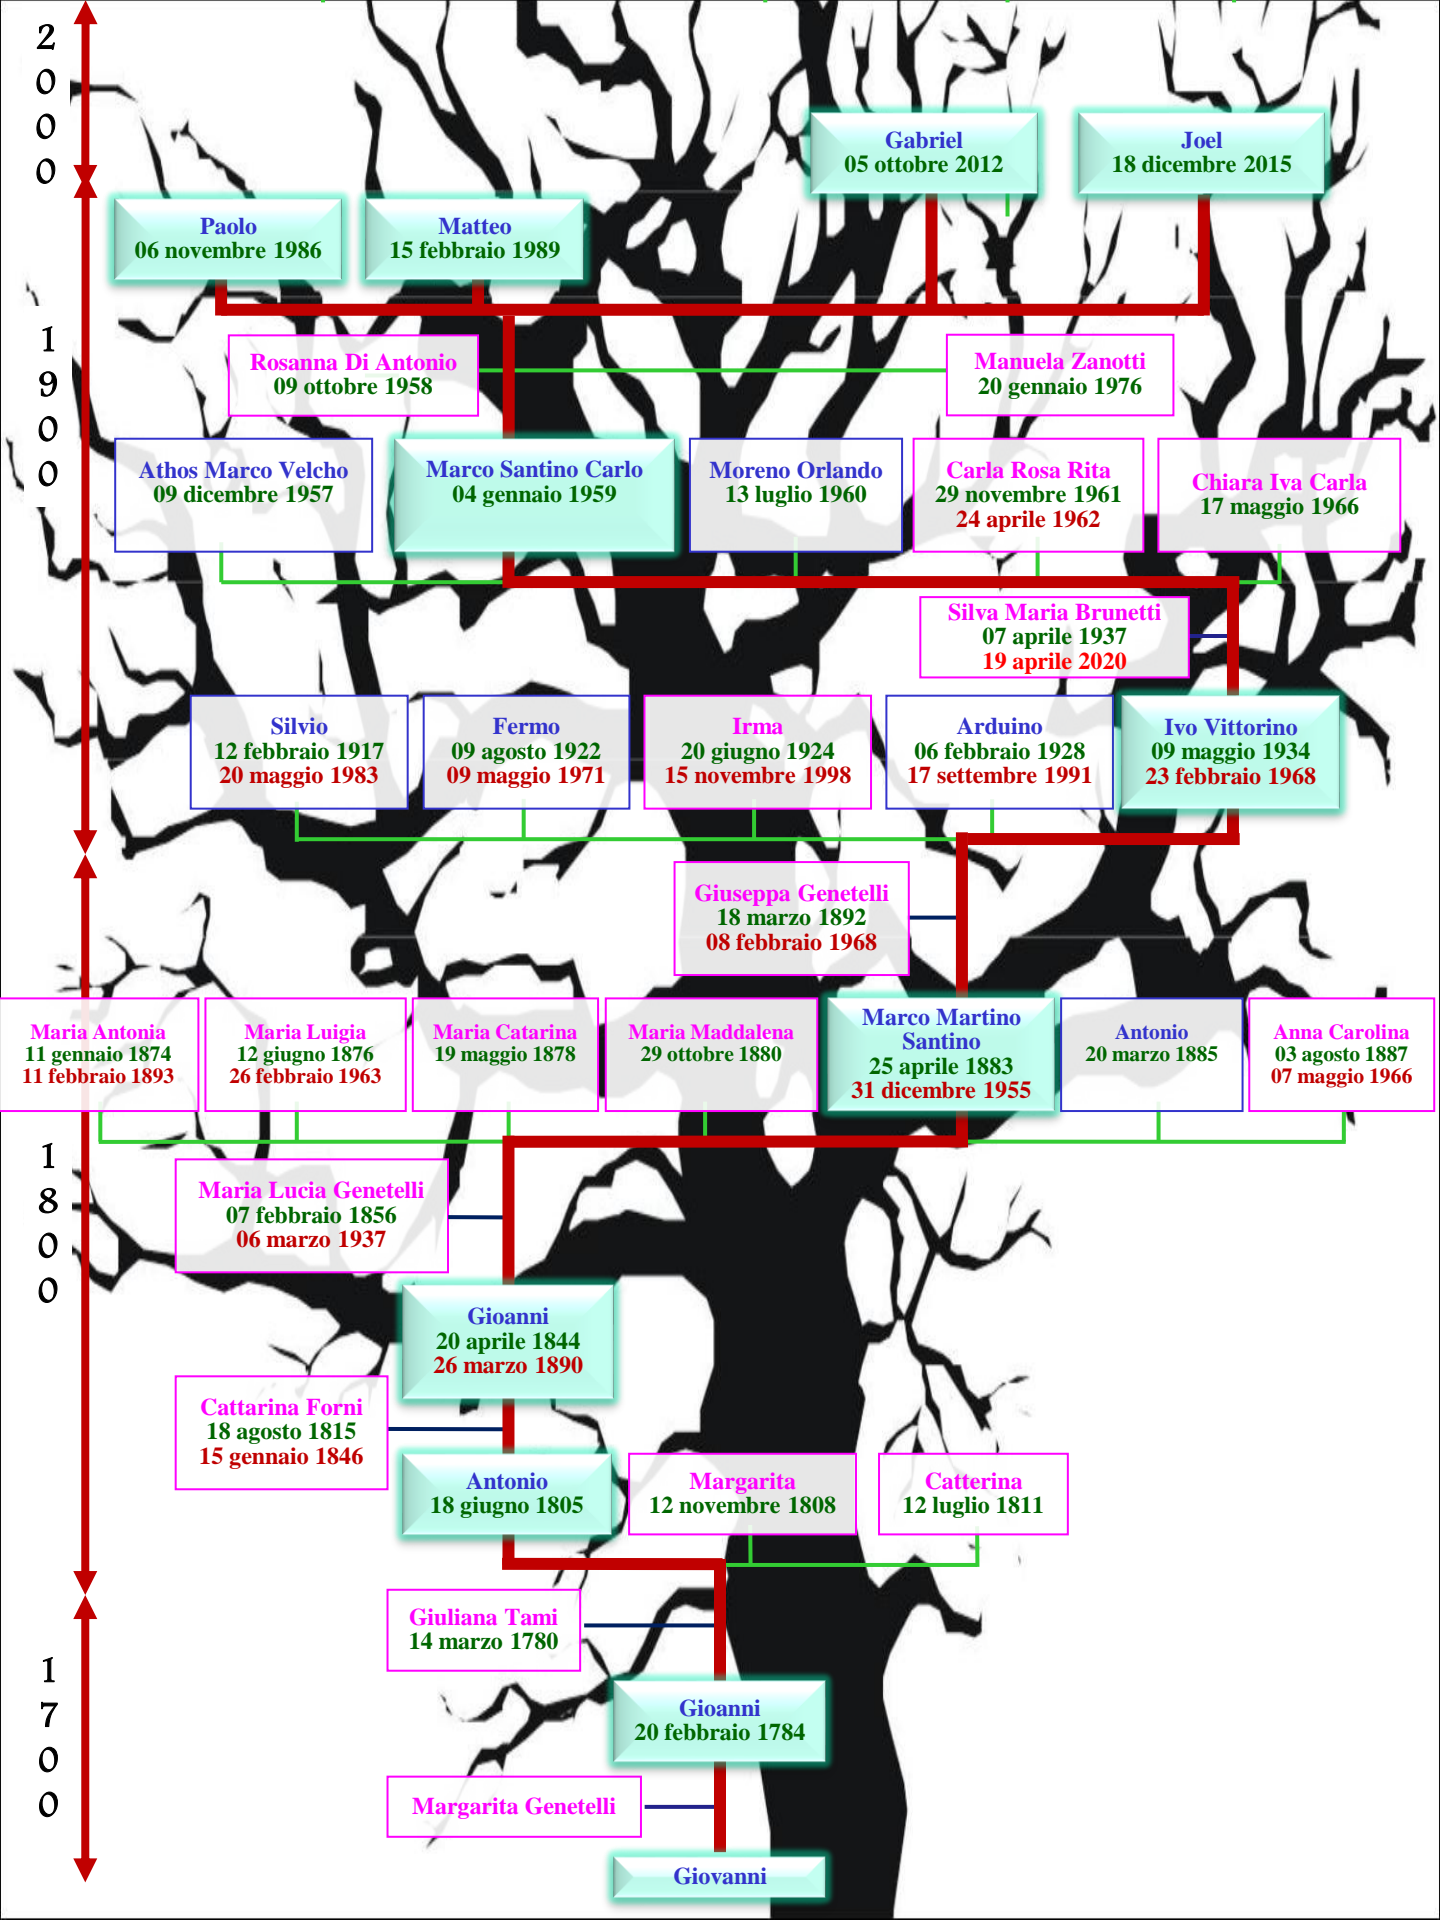 2
0
0
0
Gabriel
05 ottobre 2012
Joel
18 dicembre 2015
Paolo
06 novembre 1986
Matteo
15 febbraio 1989
1
9
0
0
Rosanna Di Antonio
09 ottobre 1958
Manuela Zanotti
20 gennaio 1976
Athos Marco Velcho
09 dicembre 1957
Marco Santino Carlo
04 gennaio 1959
Moreno Orlando
13 luglio 1960
Carla Rosa Rita
29 novembre 1961
24 aprile 1962
Chiara Iva Carla
17 maggio 1966
Silva Maria Brunetti
07 aprile 1937
19 aprile 2020
Silvio
12 febbraio 1917
20 maggio 1983
Fermo
09 agosto 1922
09 maggio 1971
Irma
20 giugno 1924
15 novembre 1998
Arduino
06 febbraio 1928
17 settembre 1991
Ivo Vittorino
09 maggio 1934
23 febbraio 1968
Giuseppa Genetelli
18 marzo 1892
08 febbraio 1968
Maria Antonia
11 gennaio 1874
11 febbraio 1893
Maria Luigia
12 giugno 1876
26 febbraio 1963
Maria Catarina
19 maggio 1878
Maria Maddalena
29 ottobre 1880
Marco Martino
Santino
25 aprile 1883
31 dicembre 1955
Antonio
20 marzo 1885
Anna Carolina
03 agosto 1887
07 maggio 1966
1
8
0
0
Maria Lucia Genetelli
07 febbraio 1856
06 marzo 1937
Gioanni
20 aprile 1844
26 marzo 1890
Cattarina Forni
18 agosto 1815
15 gennaio 1846
Antonio
18 giugno 1805
Margarita
12 novembre 1808
Catterina
12 luglio 1811
Giuliana Tami
14 marzo 1780
1
7
0
0
Gioanni
20 febbraio 1784
Margarita Genetelli
Giovanni